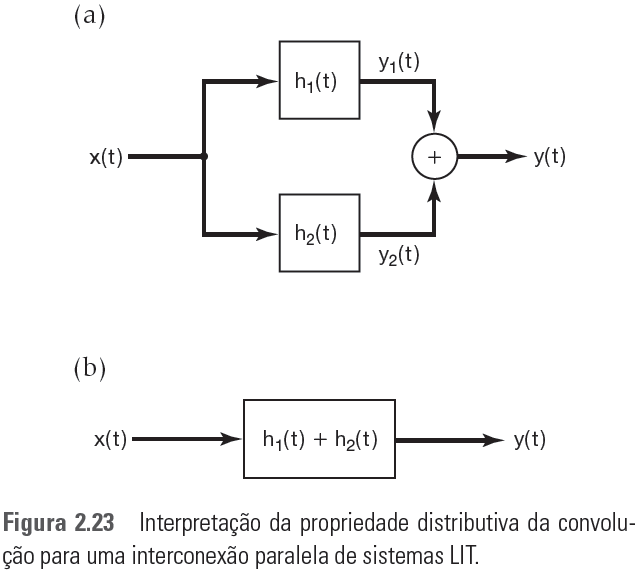 (a)
y₁(t)
h₁(t)
x(t)
+
y(t)
h₂(t)
y₂(t)
(b)
x(t)
h₁(t) + h₂(t)
y(t)
Figura 2.23 Interpretação da propriedade distributiva da convolu-
ção para uma interconexão paralela de sistemas LIT.